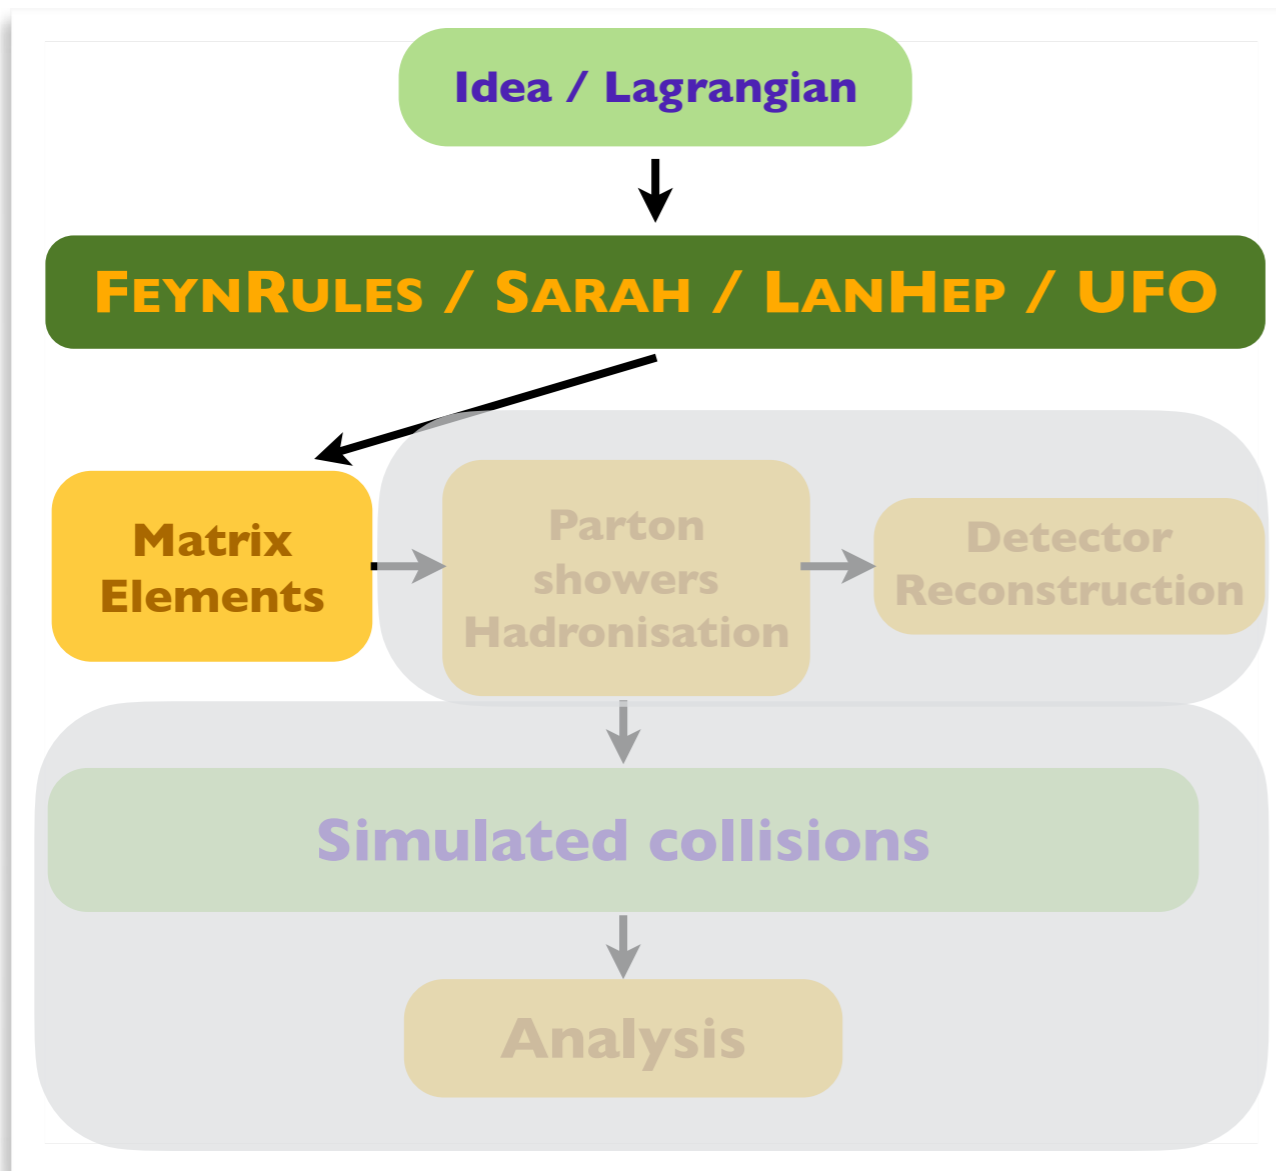 Idea / Lagrangian
FEYNRULES / SARAH / LANHEP / UFO
Matrix
Elements
Parton
showers
Hadronisation
Detector
Reconstruction
Simulated collisions
Analysis